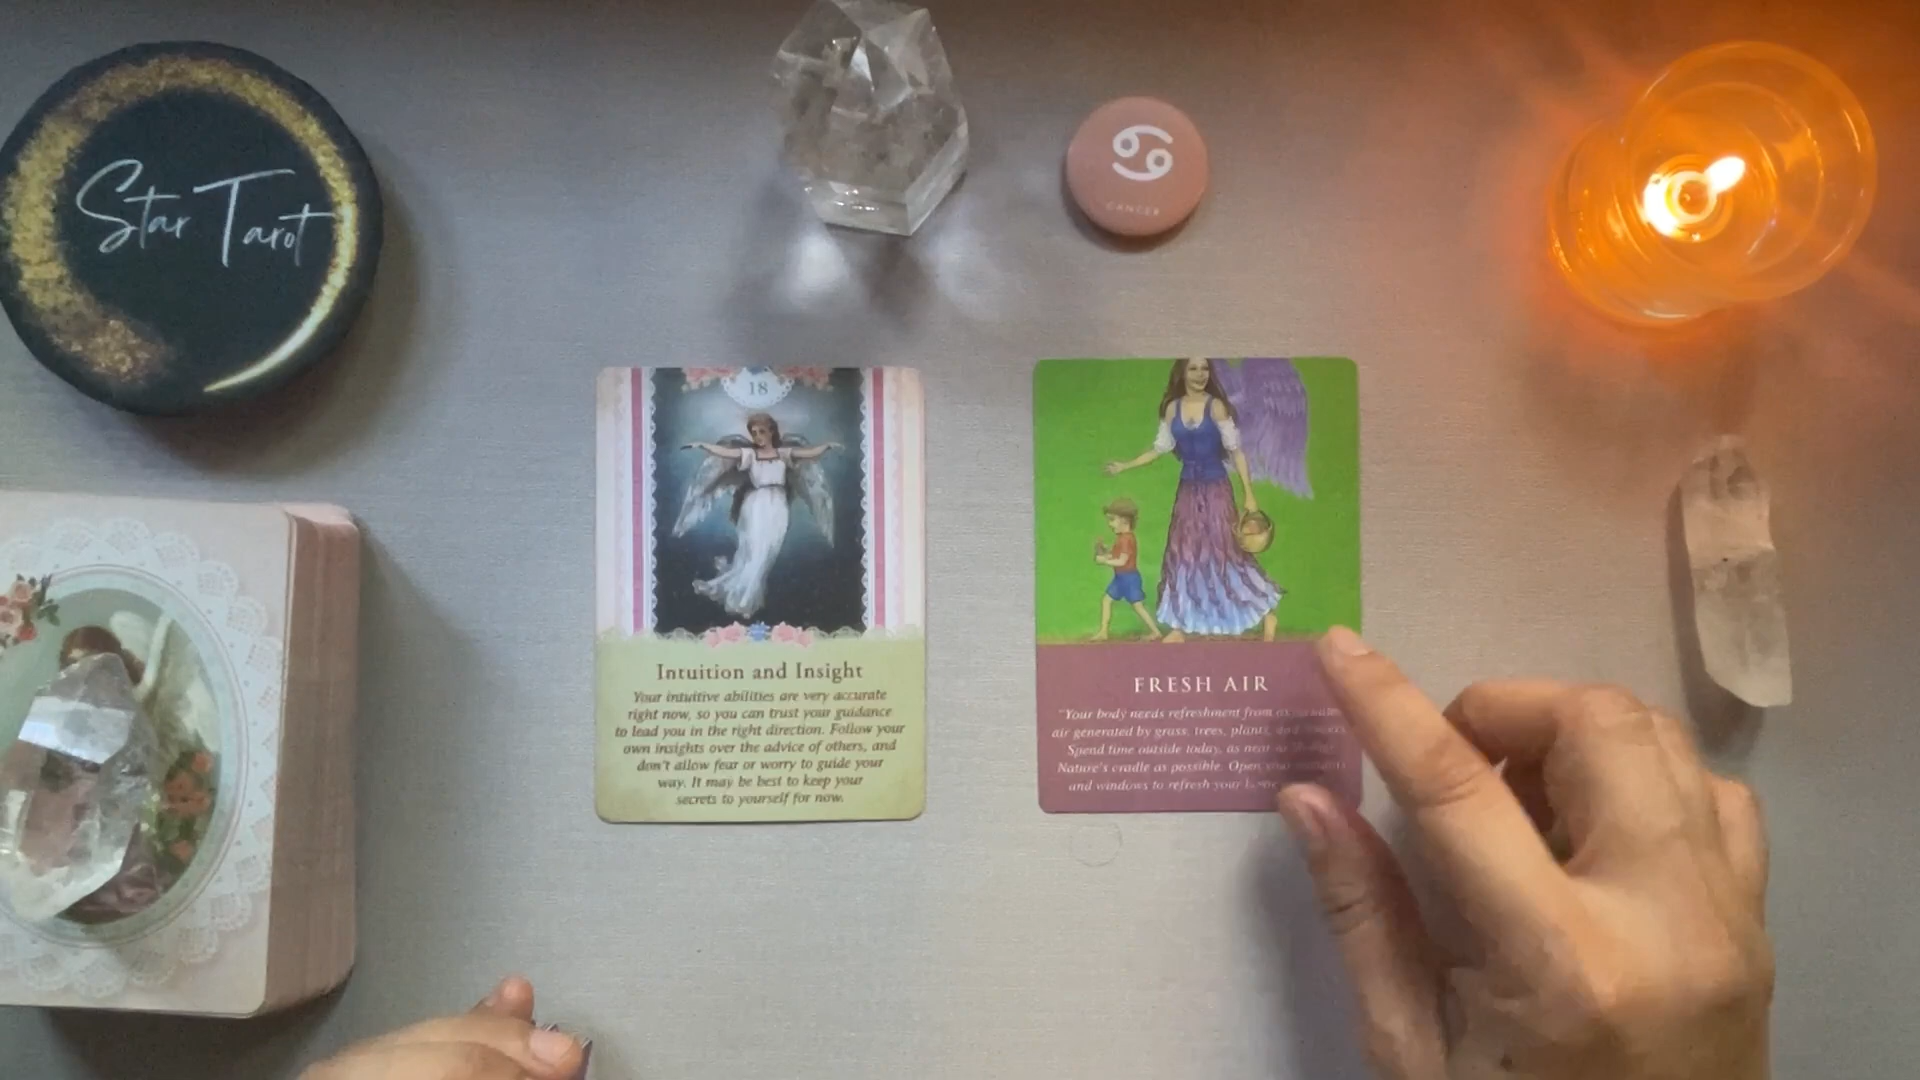 Star Tarot
CANCER
18
Intuition and Insight
Your intuitive abilities are very accurate
right now, so you can trust your guidance
to lead you in the right direction. Follow your
own insights over the advice of others, and
don't allow fear or worry to guide your
way. It may be best to keep your
secrets to yourself for now.
FRESH AIR
"Your body needs refreshment from
air generated by grass, trees, plants, and
Spend time outside today, as near
Nature's cradle as possible. Open your
and windows to refresh your